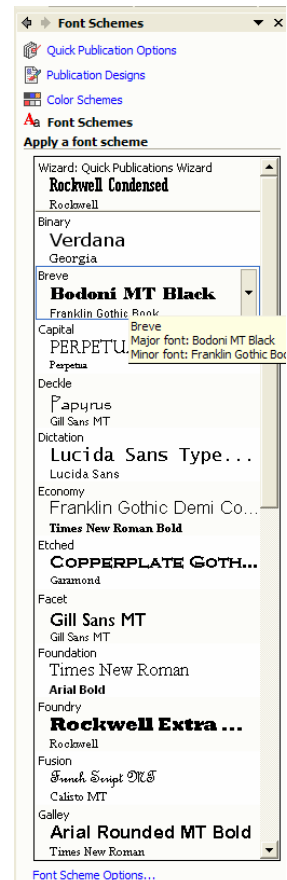 Font Schemes
Quick Publication Options
Publication Designs
Color Schemes
Aa Font Schemes
Apply a font scheme
Wizard: Quick Publications Wizard
Rockwell Condensed
Rockwell
Binary
Verdana
Georgia
Breve
Bodoni MT Black
Franklin Gothic Book
Breve
Major font: Bodoni MT Black
Minor font: Franklin Gothic Boo
Capital
PERPETU
Perpetua
Deckle
Papyrus
Gill Sans MT
Dictation
Lucida Sans Type...
Lucida Sans
Economy
Franklin Gothic Demi Co...
Times New Roman Bold
Etched
COPPERPLATE GOTH...
Garamond
Facet
Gill Sans MT
Gill Sans MT
Foundation
Times New Roman
Arial Bold
Foundry
Rockwell Extra ...
Rockwell
Fusion
French Script MT
Calisto MT
Galley
Arial Rounded MT Bold
Times New Roman
Font Scheme Options...